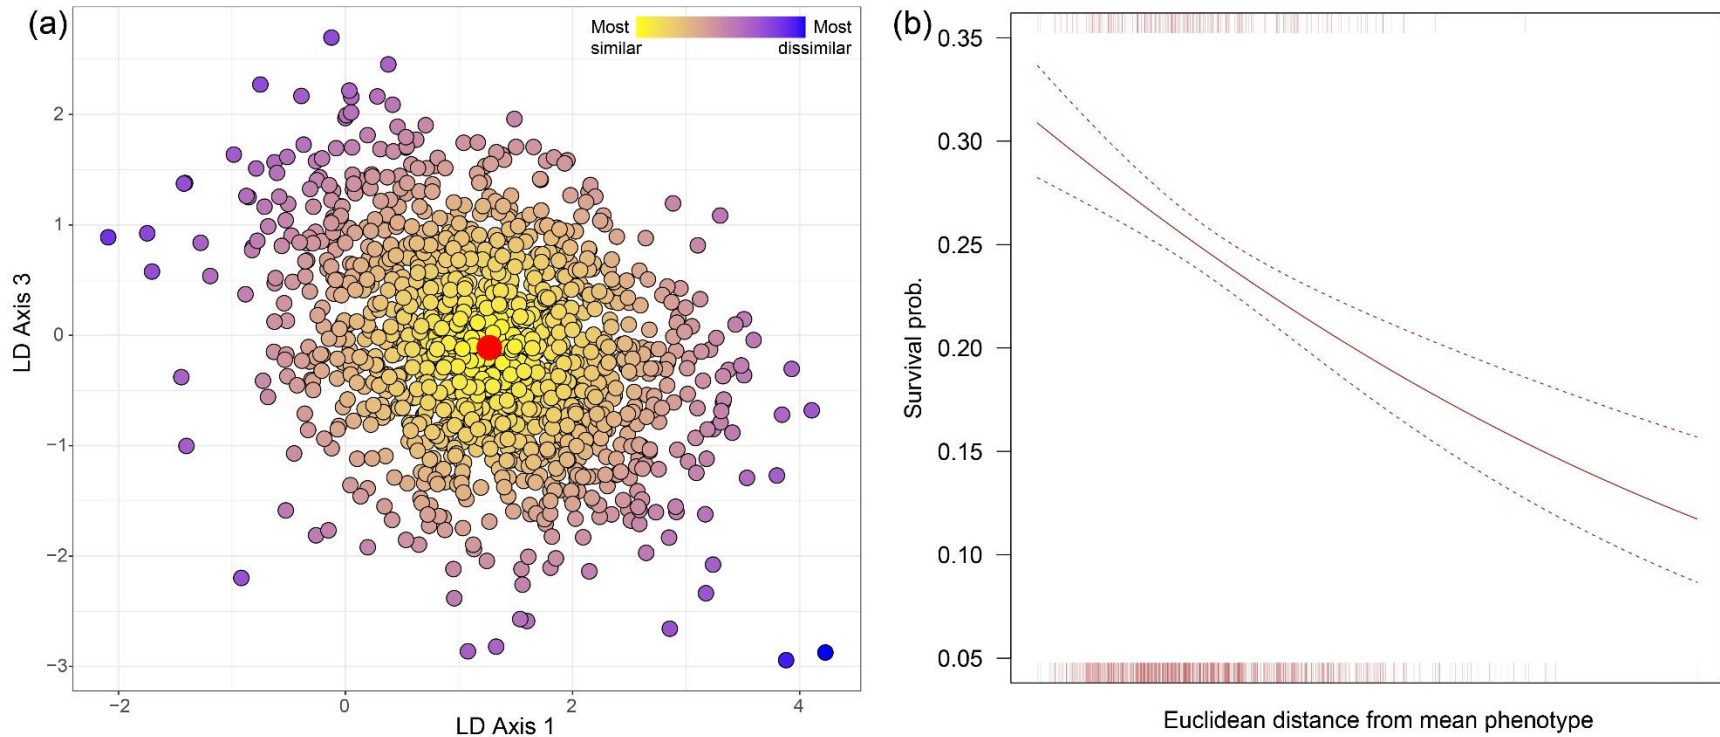 (a)
Most similar
Most dissimilar
LD Axis 3
2
1
0
−1
−2
−3
−2
0
2
4
LD Axis 1
(b)
Survival prob.
0.35
0.30
0.25
0.20
0.15
0.10
0.05
Euclidean distance from mean phenotype